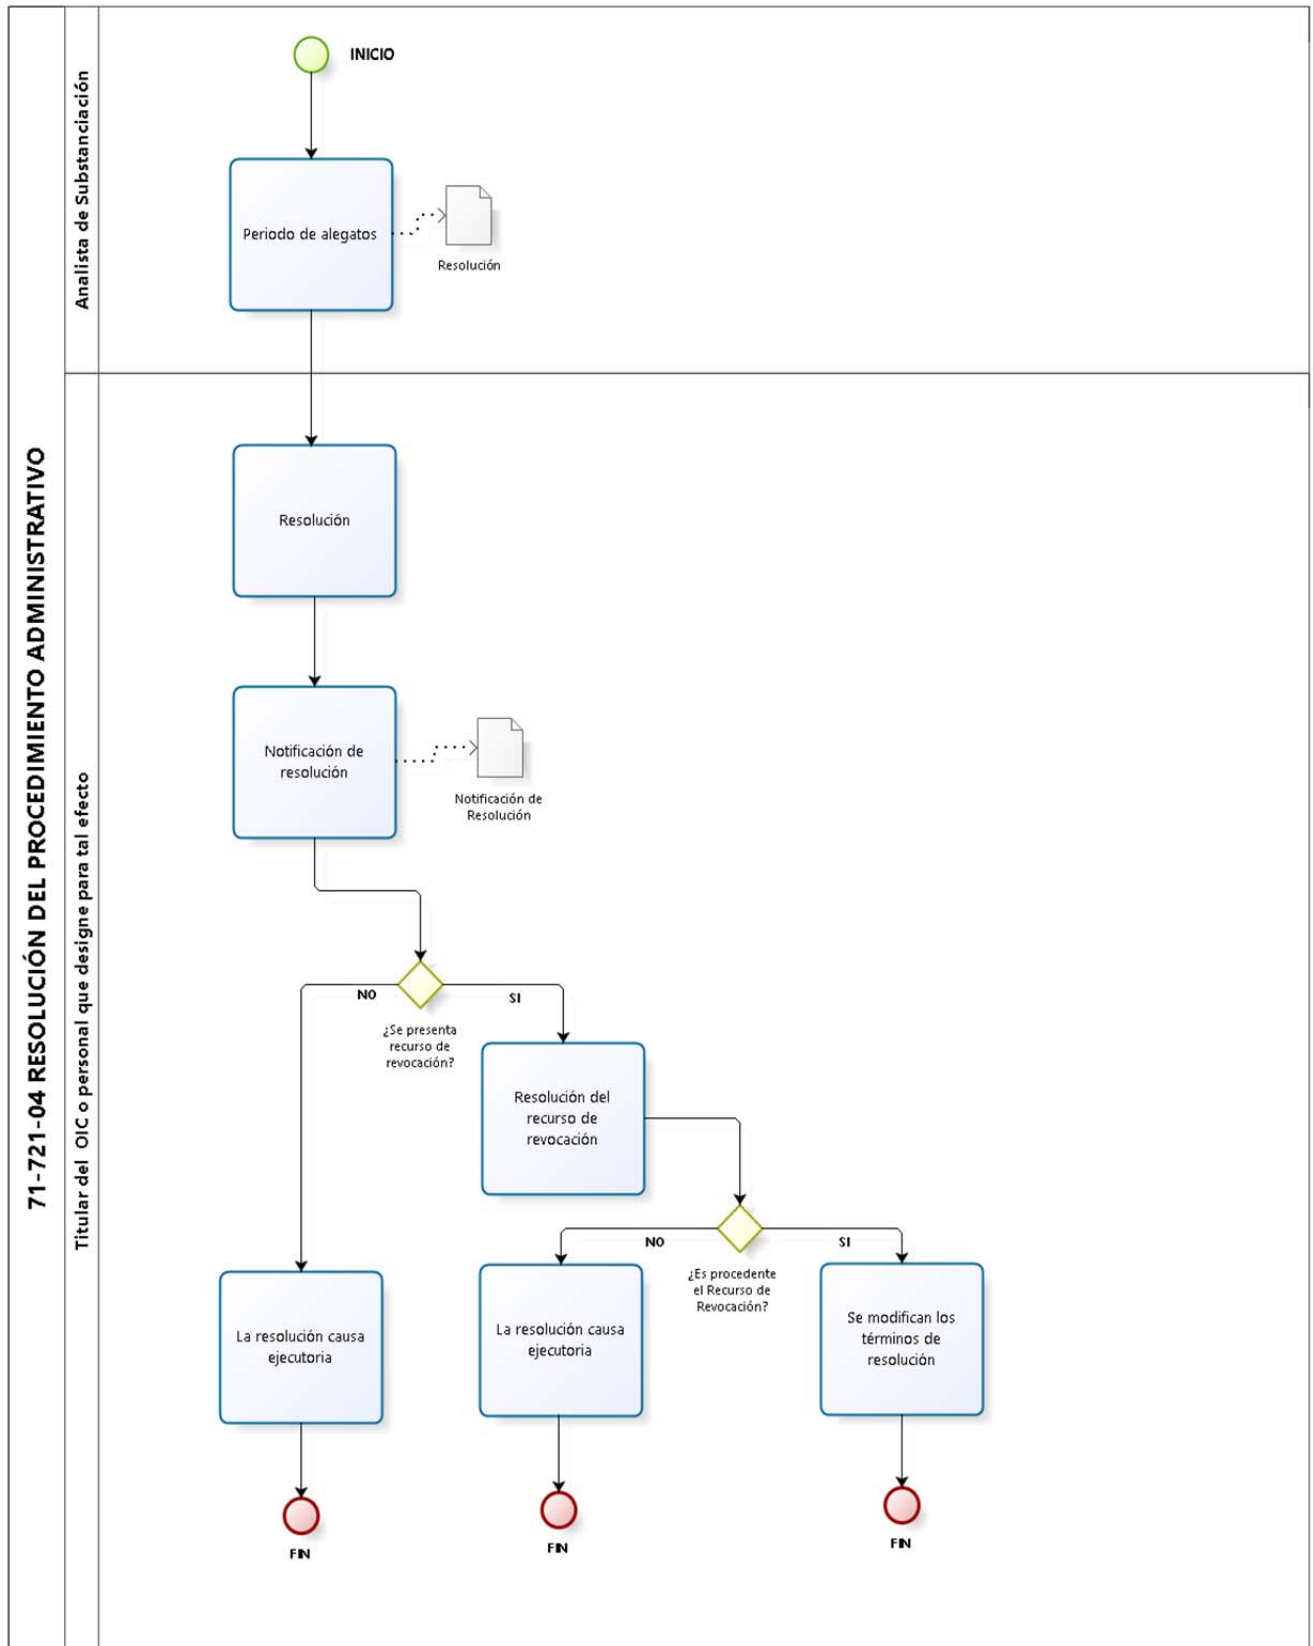 71-721-04 RESOLUCIÓN DEL PROCEDIMIENTO ADMINISTRATIVO
Analista de Substanciación
INICIO
Periodo de alegatos
Resolución
Titular del OIC o personal que designe para tal efecto
Resolución
Notificación de
resolución
Notificación de
Resolución
NO
SI
¿Se presenta
recurso de
revocación?
Resolución del
recurso de
revocación
NO
SI
¿Es procedente
el Recurso de
Revocación?
La resolución causa
ejecutoria
La resolución causa
ejecutoria
Se modifican los
términos de
resolución
FIN
FIN
FIN